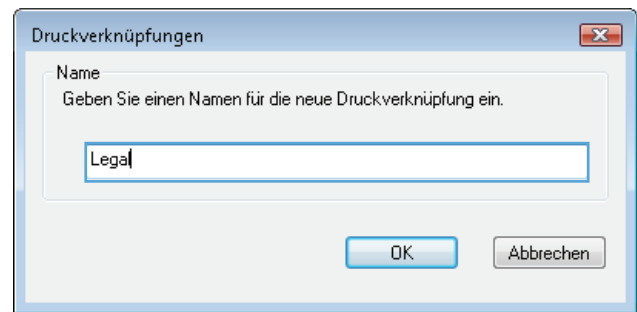 Druckverknüpfungen
Name
Geben Sie einen Namen für die neue Druckverknüpfung ein.
Legal
OK
Abbrechen